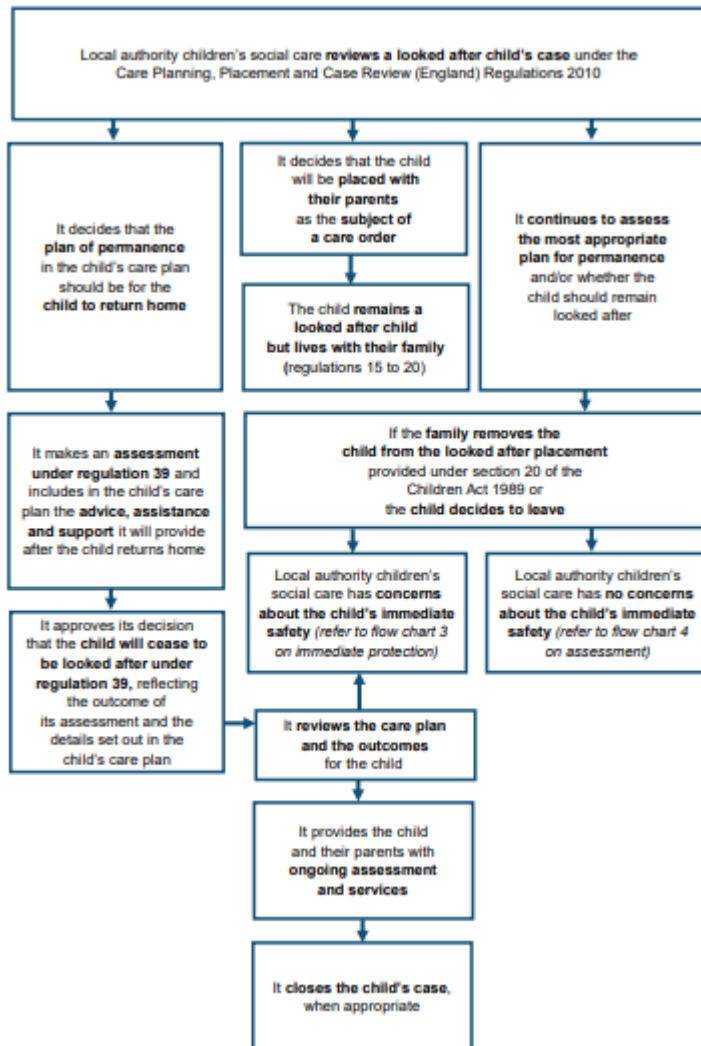 Local authority children's social care reviews a looked after child's case under the
Care Planning, Placement and Case Review (England) Regulations 2010
It decides that the
plan of permanence
in the child's care plan
should be for the
child to return home
It decides that the child
will be placed with
their parents
as the subject of
a care order
It continues to assess
the most appropriate
plan for permanence
and/or whether the
child should remain
looked after
The child remains a
looked after child
but lives with their family
(regulations 15 to 20)
It makes an assessment
under regulation 39 and
includes in the child's care
plan the advice, assistance
and support it will provide
after the child returns home
If the family removes the
child from the looked after placement
provided under section 20 of the
Children Act 1989 or
the child decides to leave
Local authority children's
social care has concerns
about the child's immediate
safety (refer to flow chart 3
on immediate protection)
Local authority children's
social care has no concerns
about the child's immediate
safety (refer to flow chart 4
on assessment)
It approves its decision
that the child will cease to
be looked after under
regulation 39, reflecting
the outcome of
its assessment and the
details set out in the
child's care plan
It reviews the care plan
and the outcomes
for the child
It provides the child
and their parents with
ongoing assessment
and services
It closes the child's case,
when appropriate